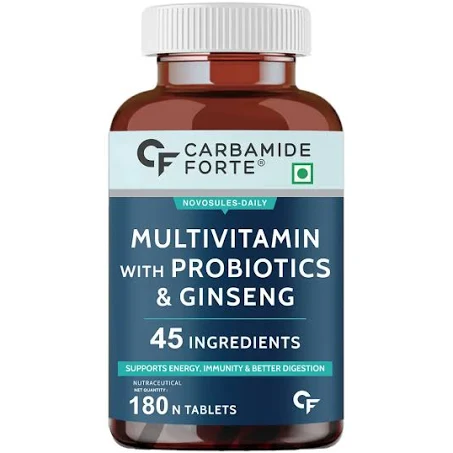 CF CARBAMIDE
FORTE®
NOVOSULES-DAILY
MULTIVITAMIN
WITH PROBIOTICS
& GINSENG
45 INGREDIENTS
SUPPORTS ENERGY, IMMUNITY & BETTER DIGESTION
NUTRACEUTICAL
NET QUANTITY:
180 N TABLETS
CF